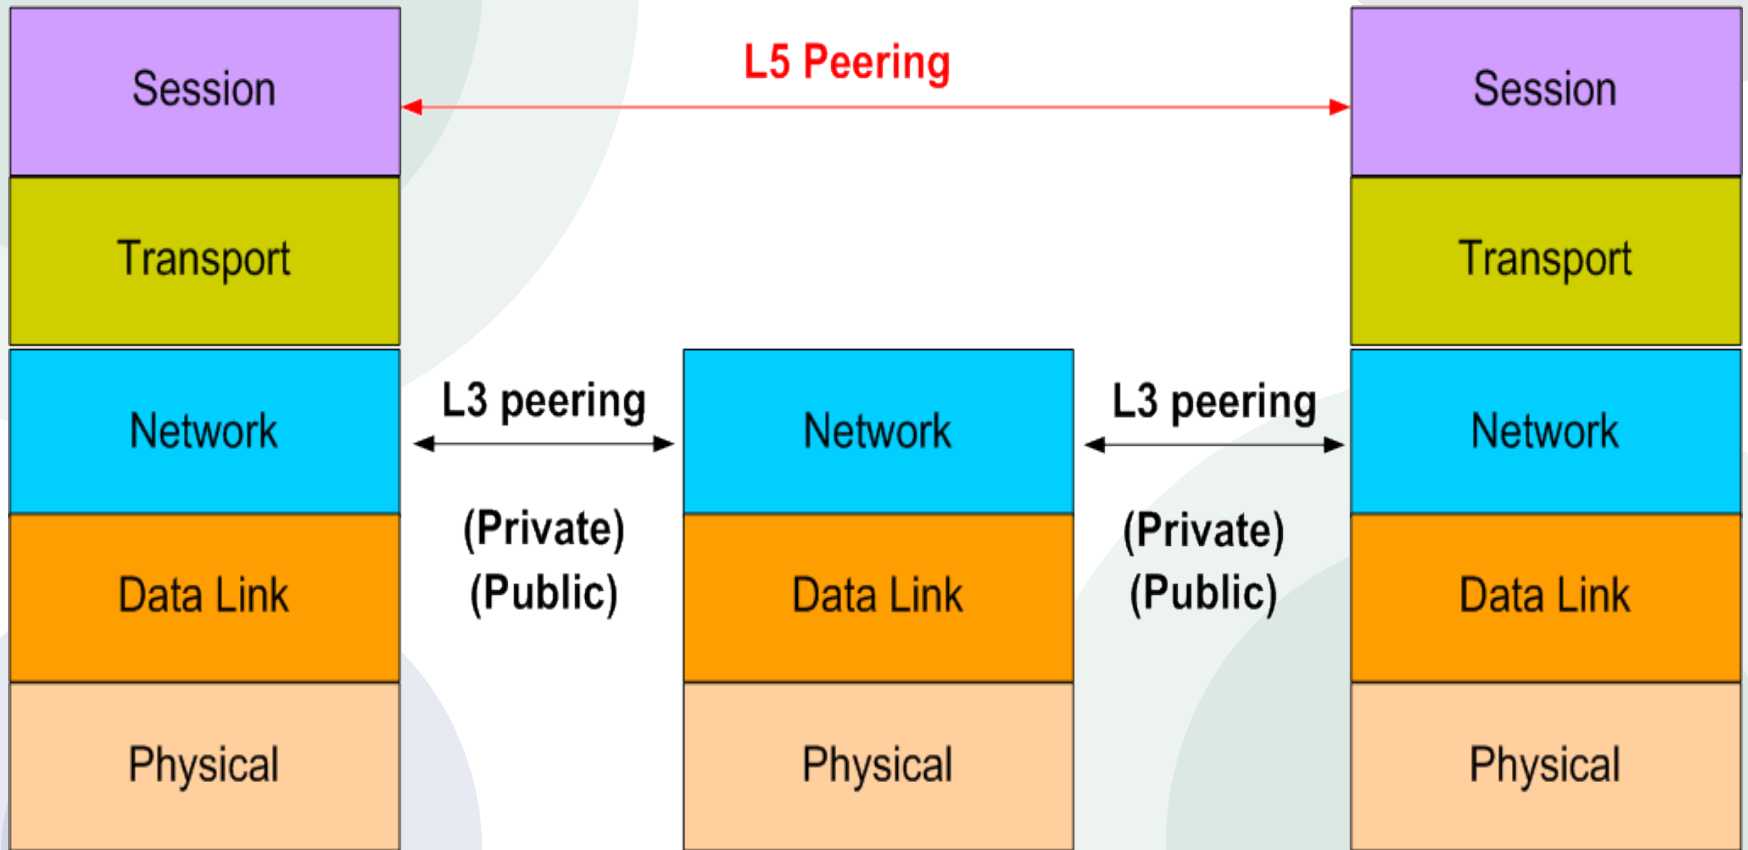 Session
L5 Peering
Session
Transport
Transport
Network
L3 peering
Network
L3 peering
Network
(Private)
(Public)
(Private)
(Public)
Data Link
Data Link
Data Link
Physical
Physical
Physical